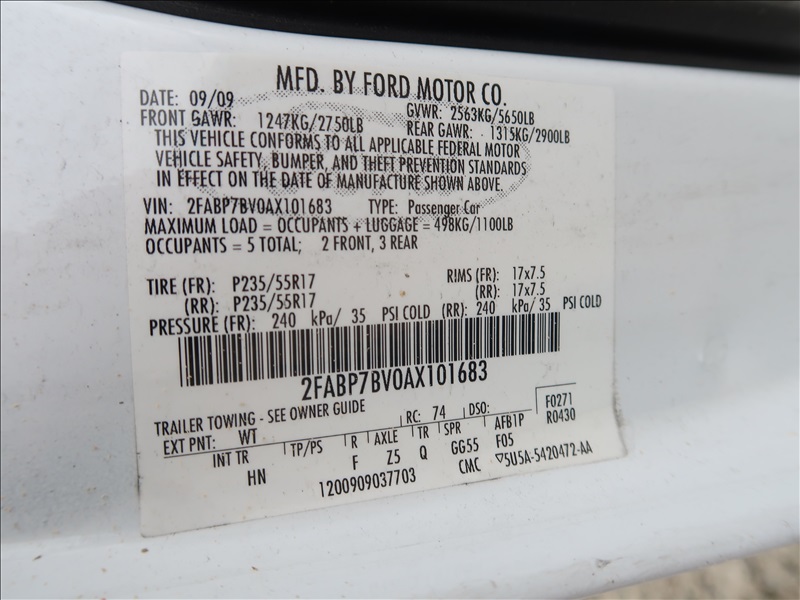 MFD. BY FORD MOTOR CO.
DATE: 09/09 GVWR: 2563KG/5650LB
FRONT GAWR: 1247KG/2750LB REAR GAWR: 1315KG/2900LB
THIS VEHICLE CONFORMS TO ALL APPLICABLE FEDERAL MOTOR
VEHICLE SAFETY, BUMPER, AND THEFT PREVENTION STANDARDS
IN EFFECT ON THE DATE OF MANUFACTURE SHOWN ABOVE.
VIN: 2FABP7BV0AX101683 TYPE: Passenger Car
MAXIMUM LOAD = OCCUPANTS + LUGGAGE = 498KG/1100LB
OCCUPANTS = 5 TOTAL; 2 FRONT, 3 REAR
TIRE (FR): P235/55R17 RIMS (FR): 17x7.5
(RR): P235/55R17 (RR): 17x7.5
PRESSURE (FR): 240 kPa/ 35 PSI COLD (RR): 240 kPa/ 35 PSI COLD
2FABP7BV0AX101683
TRAILER TOWING - SEE OWNER GUIDE
EXT PNT: WT RC: 74 DSO: F0271
R0430
INT TR TP/PS R AXLE TR SPR AFB1P
HN F Z5 Q GG55 F05
1200909037703 CMC ▽5U5A-5420472-AA